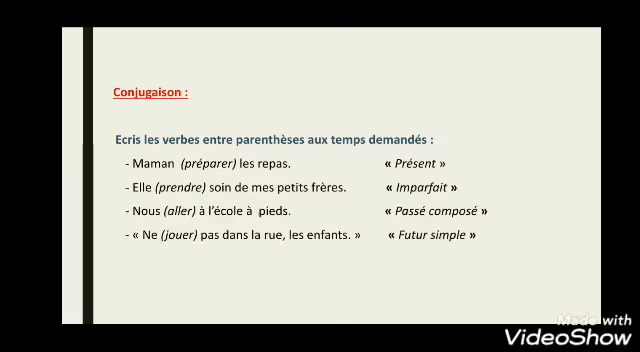 Conjugaison :
Ecris les verbes entre parenthèses aux temps demandés :
- Maman (préparer) les repas. « Présent »
- Elle (prendre) soin de mes petits frères. « Imparfait »
- Nous (aller) à l'école à pieds. « Passé composé »
- « Ne (jouer) pas dans la rue, les enfants. » « Futur simple »
Made with
VideoShow